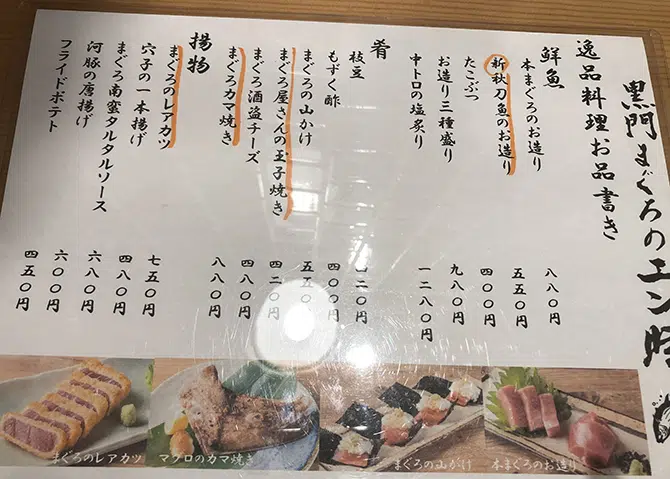 黒門まぐろのエン
逸品料理お品書き
鮮魚
本まぐろのお造り 八八〇円
新秋刀魚のお造り 五五〇円
たこぶつ 四〇〇円
お造り三種盛り 九八〇円
中トロの塩炙り 一二八〇円
肴
枝豆 二〇円
もずく酢 四〇〇円
まぐろの山かけ 五五〇円
まぐろ屋さんの玉子焼き 四二〇円
まぐろ酒盗チーズ 四八〇円
まぐろカマ焼き 八八〇円
揚物
まぐろのレアカツ 七五〇円
穴子の一本揚げ 四八〇円
まぐろ南蛮タルタルソース 六八〇円
河豚の唐揚げ 六〇〇円
フライドポテト 四五〇円
まぐろのレアカツ
マグロのカマ焼き
まぐろの山がけ
本まぐろのお造り